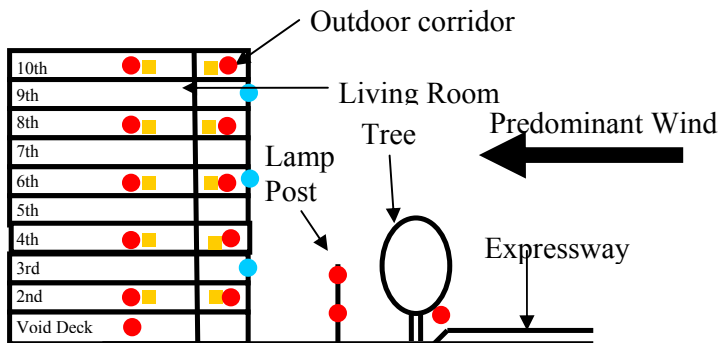 Outdoor corridor
10th
9th
Living Room
8th
Predominant Wind
Tree
7th
Lamp
Post
6th
5th
4th
Expressway
3rd
2nd
Void Deck